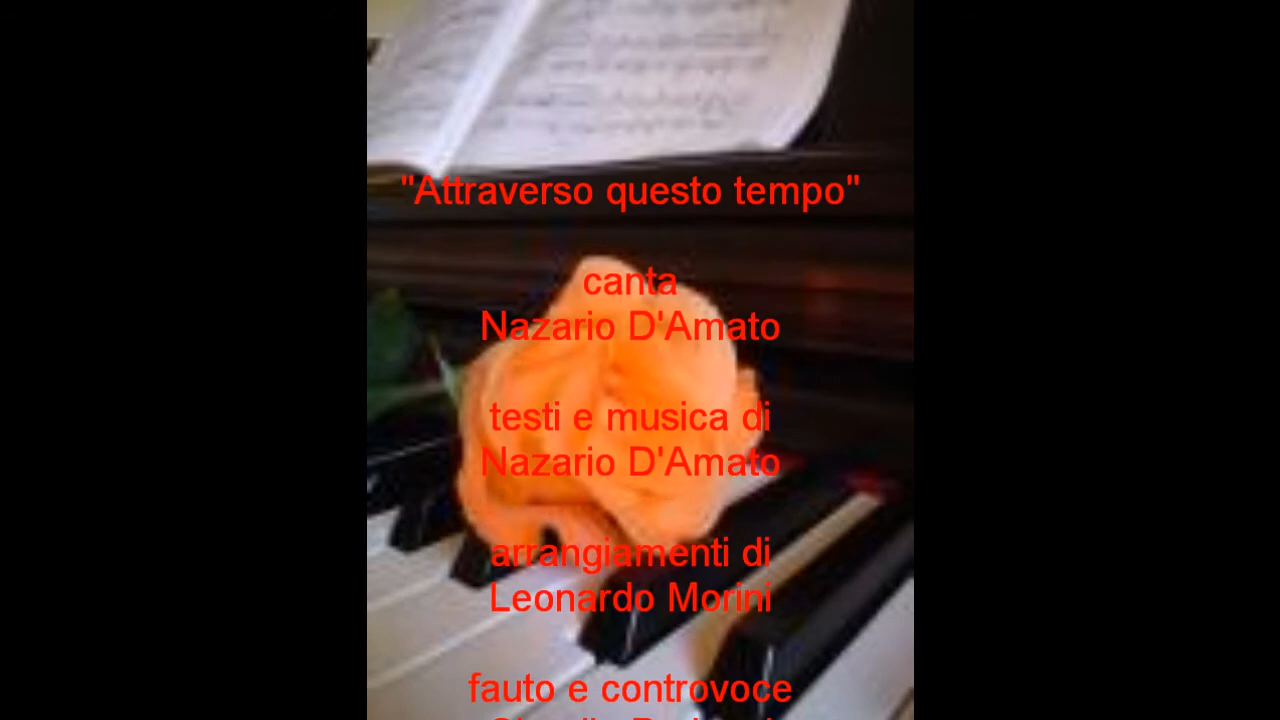 "Attraverso questo tempo"
canta
Nazario D'Amato
testi e musica di
Nazario D'Amato
arrangiamenti di
Leonardo Morini
fauto e controvoce